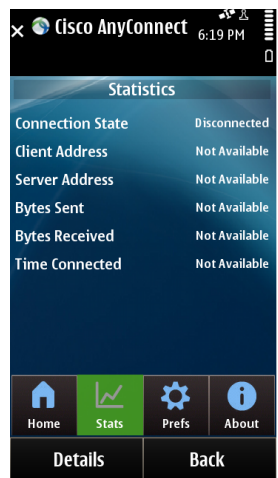 Cisco AnyConnect 6:19 PM
Statistics
Connection State Disconnected
Client Address Not Available
Server Address Not Available
Bytes Sent Not Available
Bytes Received Not Available
Time Connected Not Available
Home Stats Prefs About
Details Back